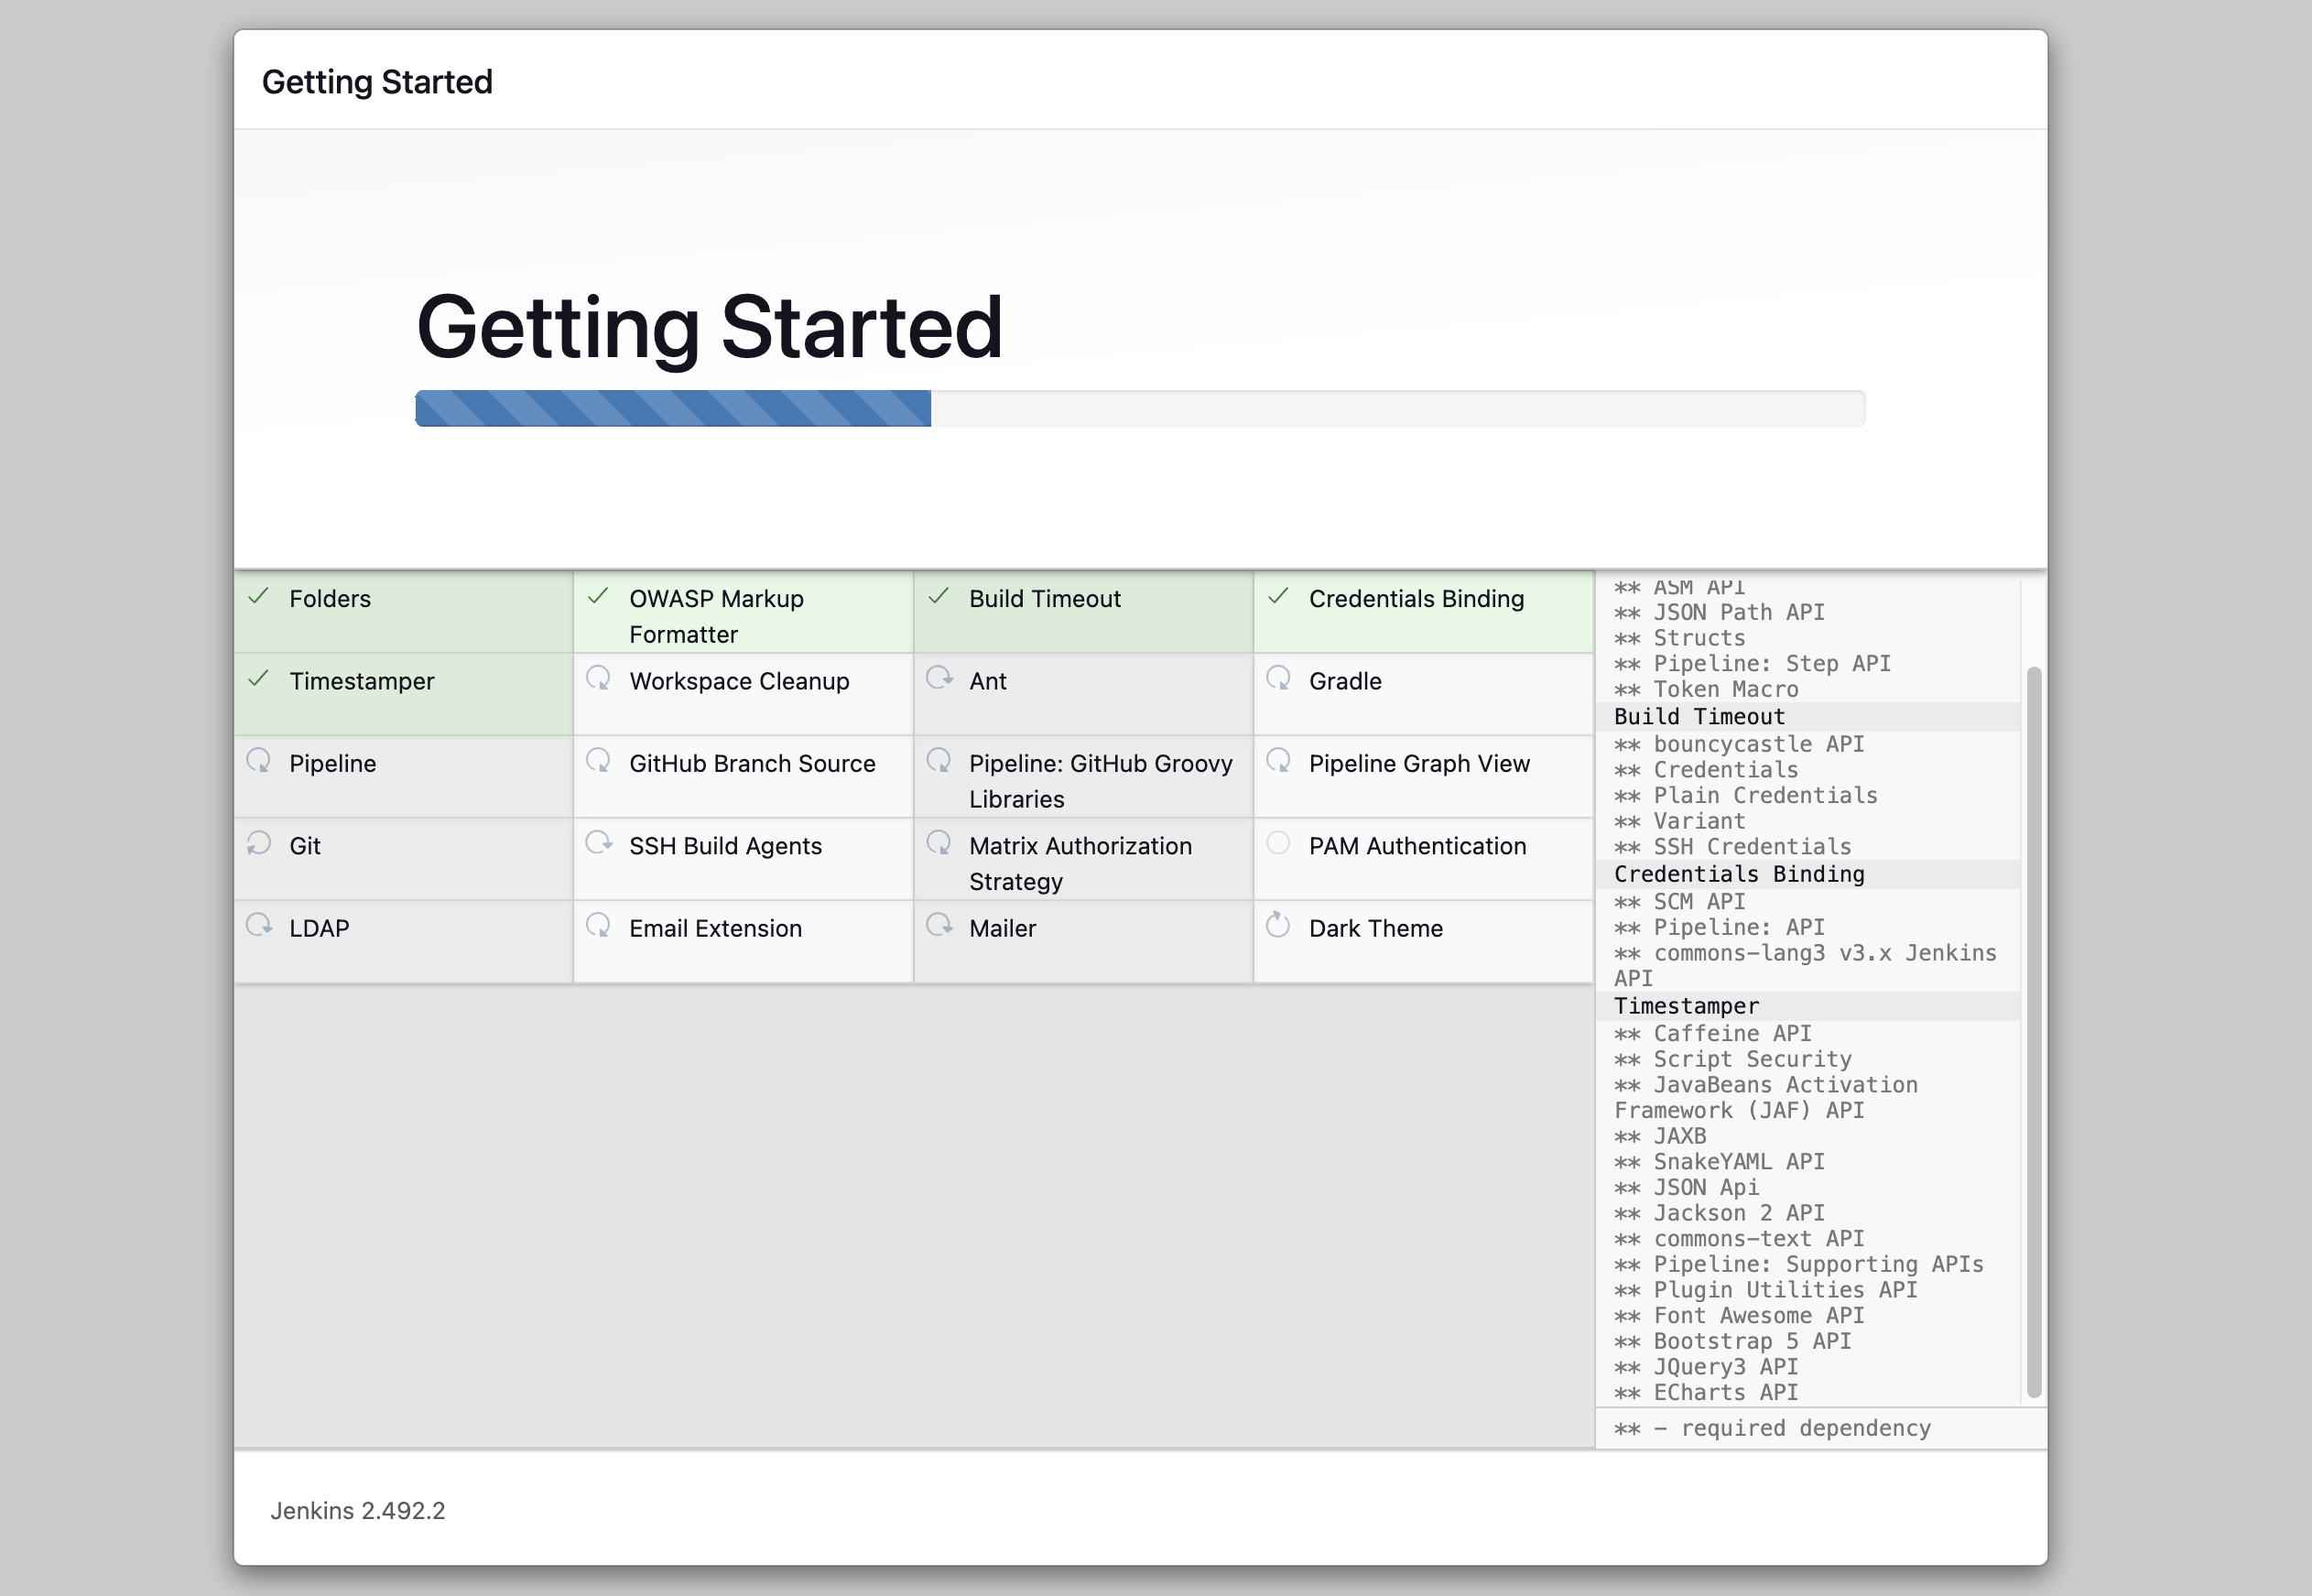 Getting Started
Getting Started
Folders
OWASP Markup
Formatter
Build Timeout
Credentials Binding
Timestamper
Workspace Cleanup
Ant
Gradle
Pipeline
GitHub Branch Source
Pipeline: GitHub Groovy
Libraries
Pipeline Graph View
Git
SSH Build Agents
Matrix Authorization
Strategy
PAM Authentication
LDAP
Email Extension
Mailer
Dark Theme
** ASM API
** JSON Path API
** Structs
** Pipeline: Step API
** Token Macro
Build Timeout
** bouncycastle API
** Credentials
** Plain Credentials
** Variant
** SSH Credentials
Credentials Binding
** SCM API
** Pipeline: API
** commons-lang3 v3.x Jenkins
API
Timestamper
** Caffeine API
** Script Security
** JavaBeans Activation
Framework (JAF) API
** JAXB
** SnakeYAML API
** JSON Api
** Jackson 2 API
** commons-text API
** Pipeline: Supporting APIs
** Plugin Utilities API
** Font Awesome API
** Bootstrap 5 API
** JQuery3 API
** ECharts API
** - required dependency
Jenkins 2.492.2